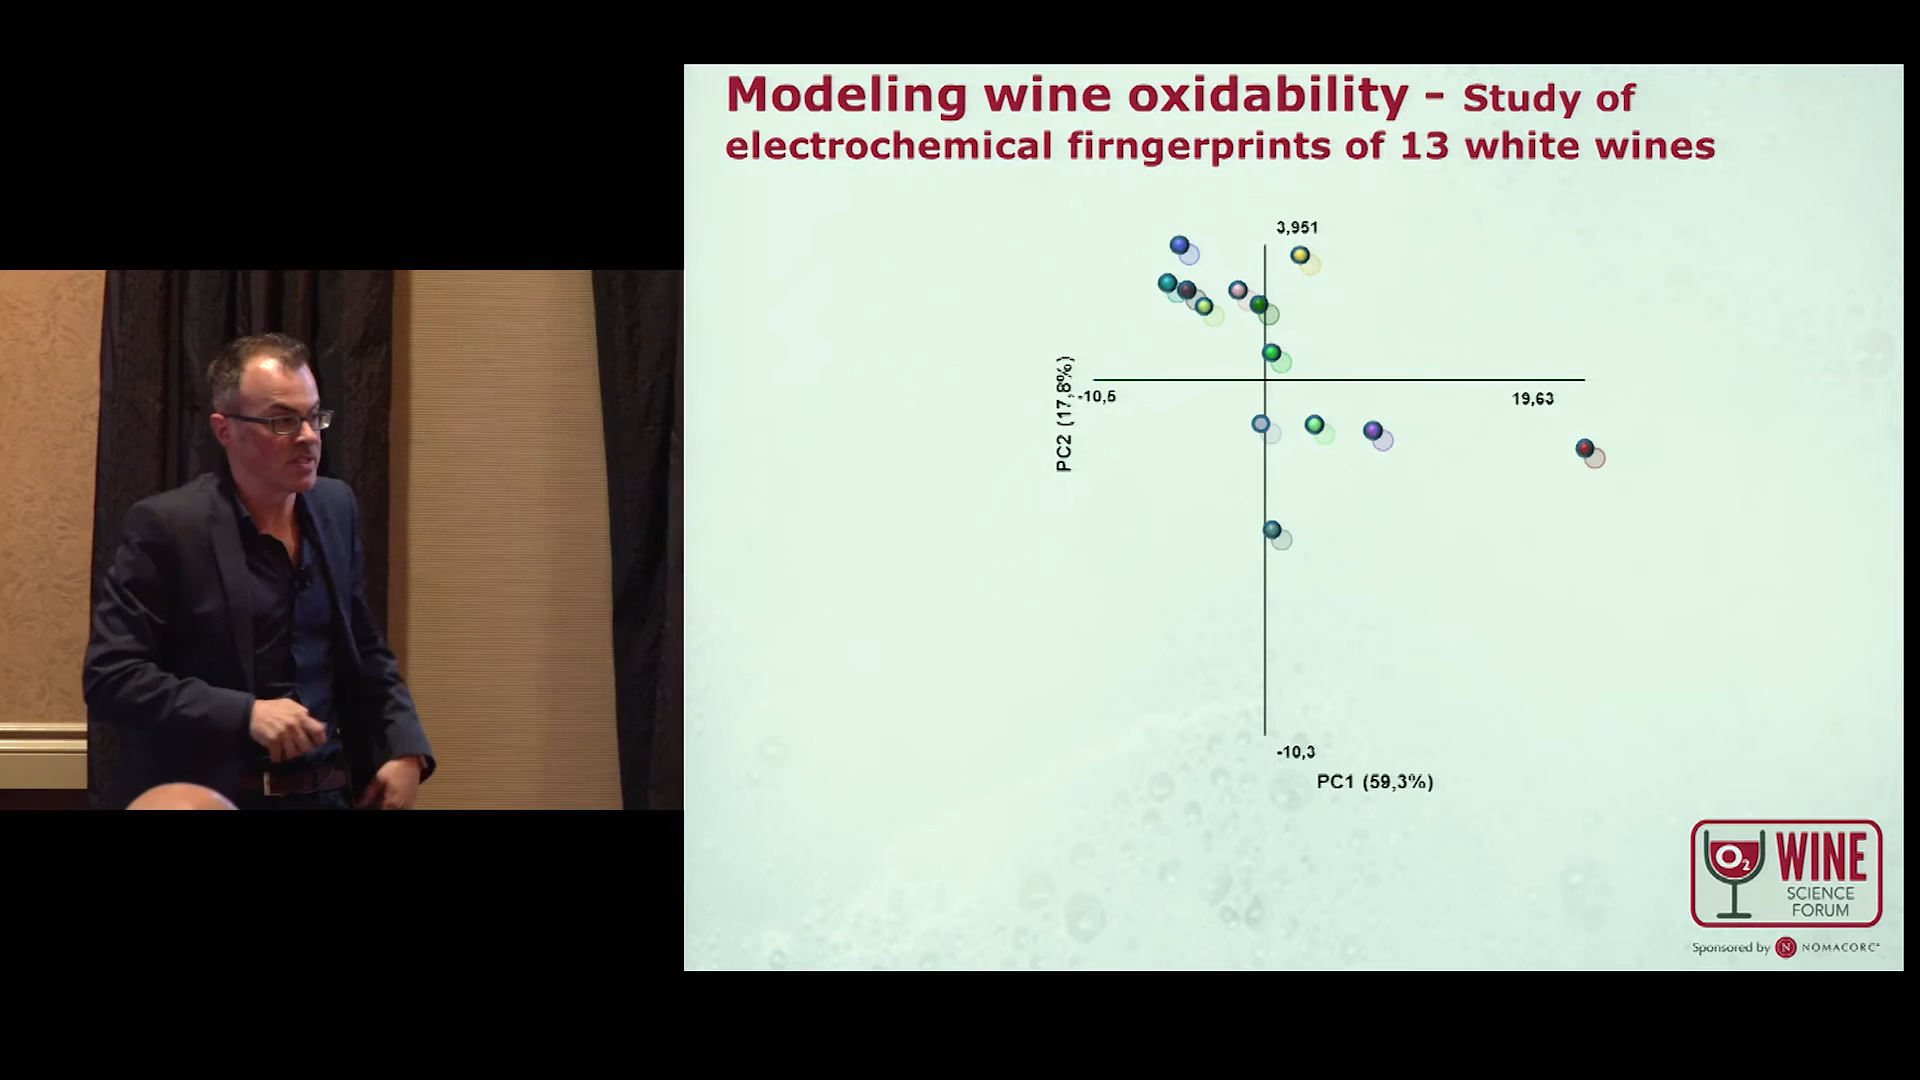 Modeling wine oxidability - Study of
electrochemical firngerprints of 13 white wines
3,951
PC2 (17,8%)
-10,5
19,63
-10,3
PC1 (59,3%)
O2
WINE
SCIENCE
FORUM
Sponsored by N NOMACORC